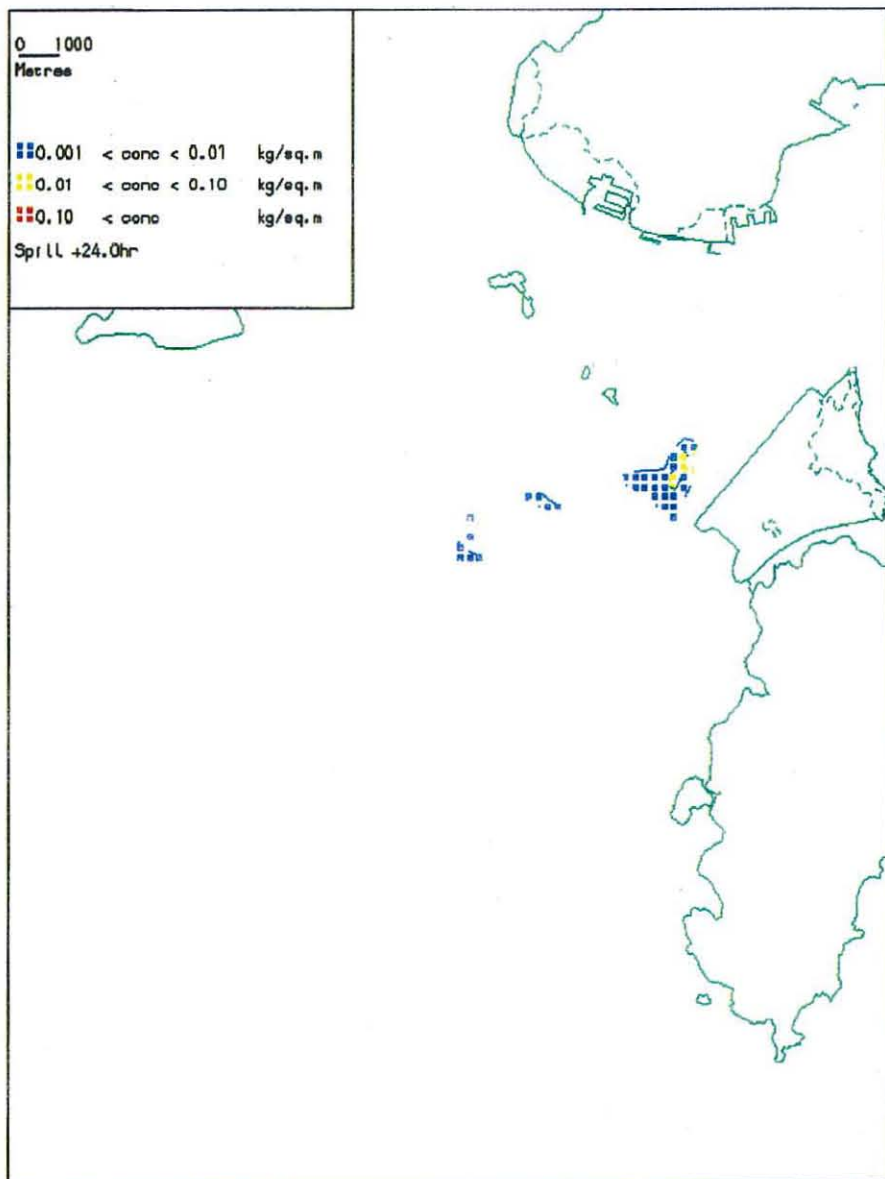 0 1000
Metres
0.001 < conc < 0.01 kg/sq.m
0.01 < conc < 0.10 kg/sq.m
0.10 < conc kg/sq.m
Spill +24.0hr